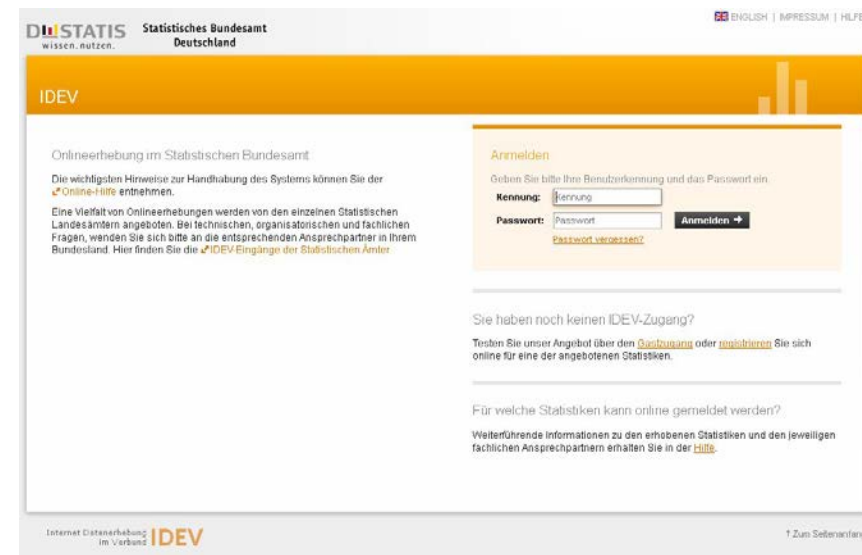 DESTATIS
wissen.nutzen.
Statistisches Bundesamt
Deutschland
ENGLISH | IMPRESSUM | HILFE
IDEV
Onlineerhebung im Statistischen Bundesamt
Die wichtigsten Hinweise zur Handhabung des Systems können Sie der
Online-Hilfe entnehmen.
Eine Vielfalt von Onlineerhebungen werden von den einzelnen Statistischen
Landesämtern angeboten. Bei technischen, organisatorischen und fachlichen
Fragen, wenden Sie sich bitte an die entsprechenden Ansprechpartner in Ihrem
Bundesland. Hier finden Sie die IDEV-Eingänge der Statistischen Ämter
Anmelden
Geben Sie bitte Ihre Benutzerkennung und das Passwort ein.
Kennung: Kennung
Passwort: Passwort Anmelden
Passwort vergessen?
Sie haben noch keinen IDEV-Zugang?
Testen Sie unser Angebot über den Gastzugang oder registrieren Sie sich
online für eine der angebotenen Statistiken.
Für welche Statistiken kann online gemeldet werden?
Weiterführende Informationen zu den erhobenen Statistiken und den jeweiligen
fachlichen Ansprechpartnern erhalten Sie in der Hilfe.
Internet Datenerhebung
im Verbund IDEV
↑ Zum Seitenanfang